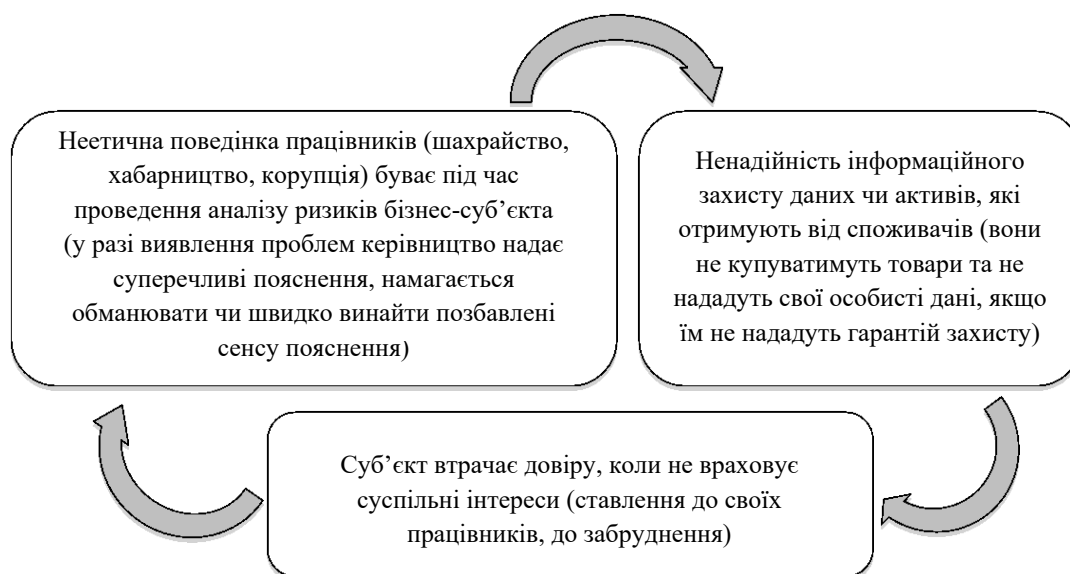 Неетична поведінка працівників (шахрайство,
хабарництво, корупція) буває під час
проведення аналізу ризиків бізнес-суб’єкта
(у разі виявлення проблем керівництво надає
суперечливі пояснення, намагається
обманювати чи швидко винайти позбавлені
сенсу пояснення)
Ненадійність інформаційного
захисту даних чи активів, які
отримують від споживачів (вони
не купуватимуть товари та не
нададуть свої особисті дані, якщо
їм не нададуть гарантій захисту)
Суб’єкт втрачає довіру, коли не враховує
суспільні інтереси (ставлення до своїх
працівників, до забруднення)